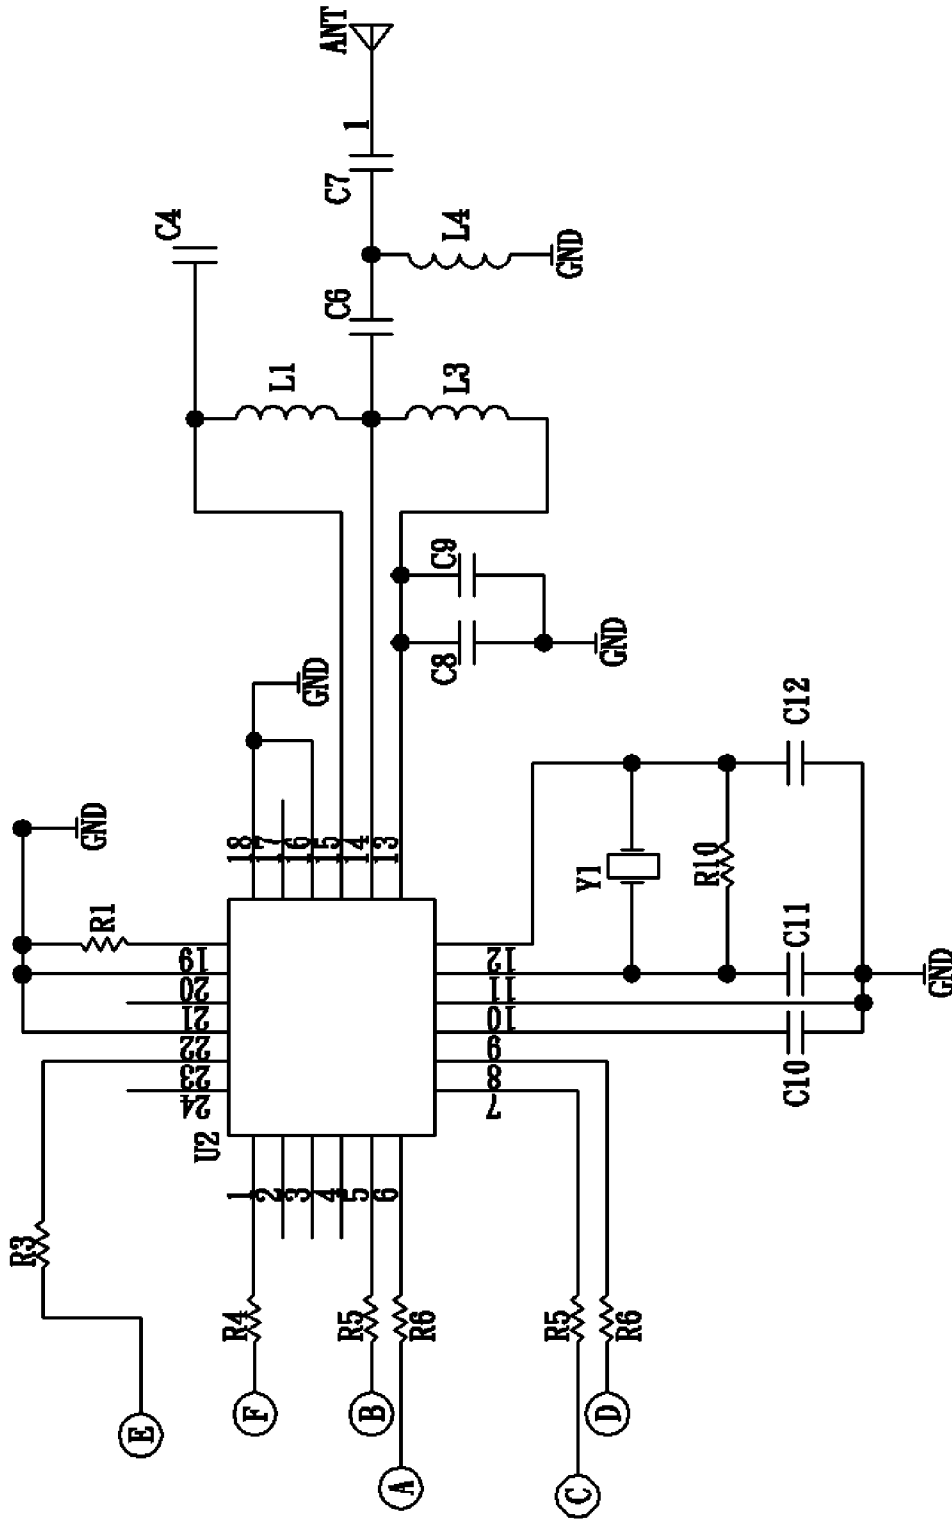 ANT
1
C7
C4
L4
GND
C6
L1
L3
C9
C8
GND
GND
GND
18
17
16
15
14
13
R1
19
20
21
22
23
24
U2
12
11
10
9
8
7
Y1
R10
C12
C11
C10
GND
1
2
3
4
5
6
R3
R4
R5
R6
R5
R6
E
F
B
A
D
C